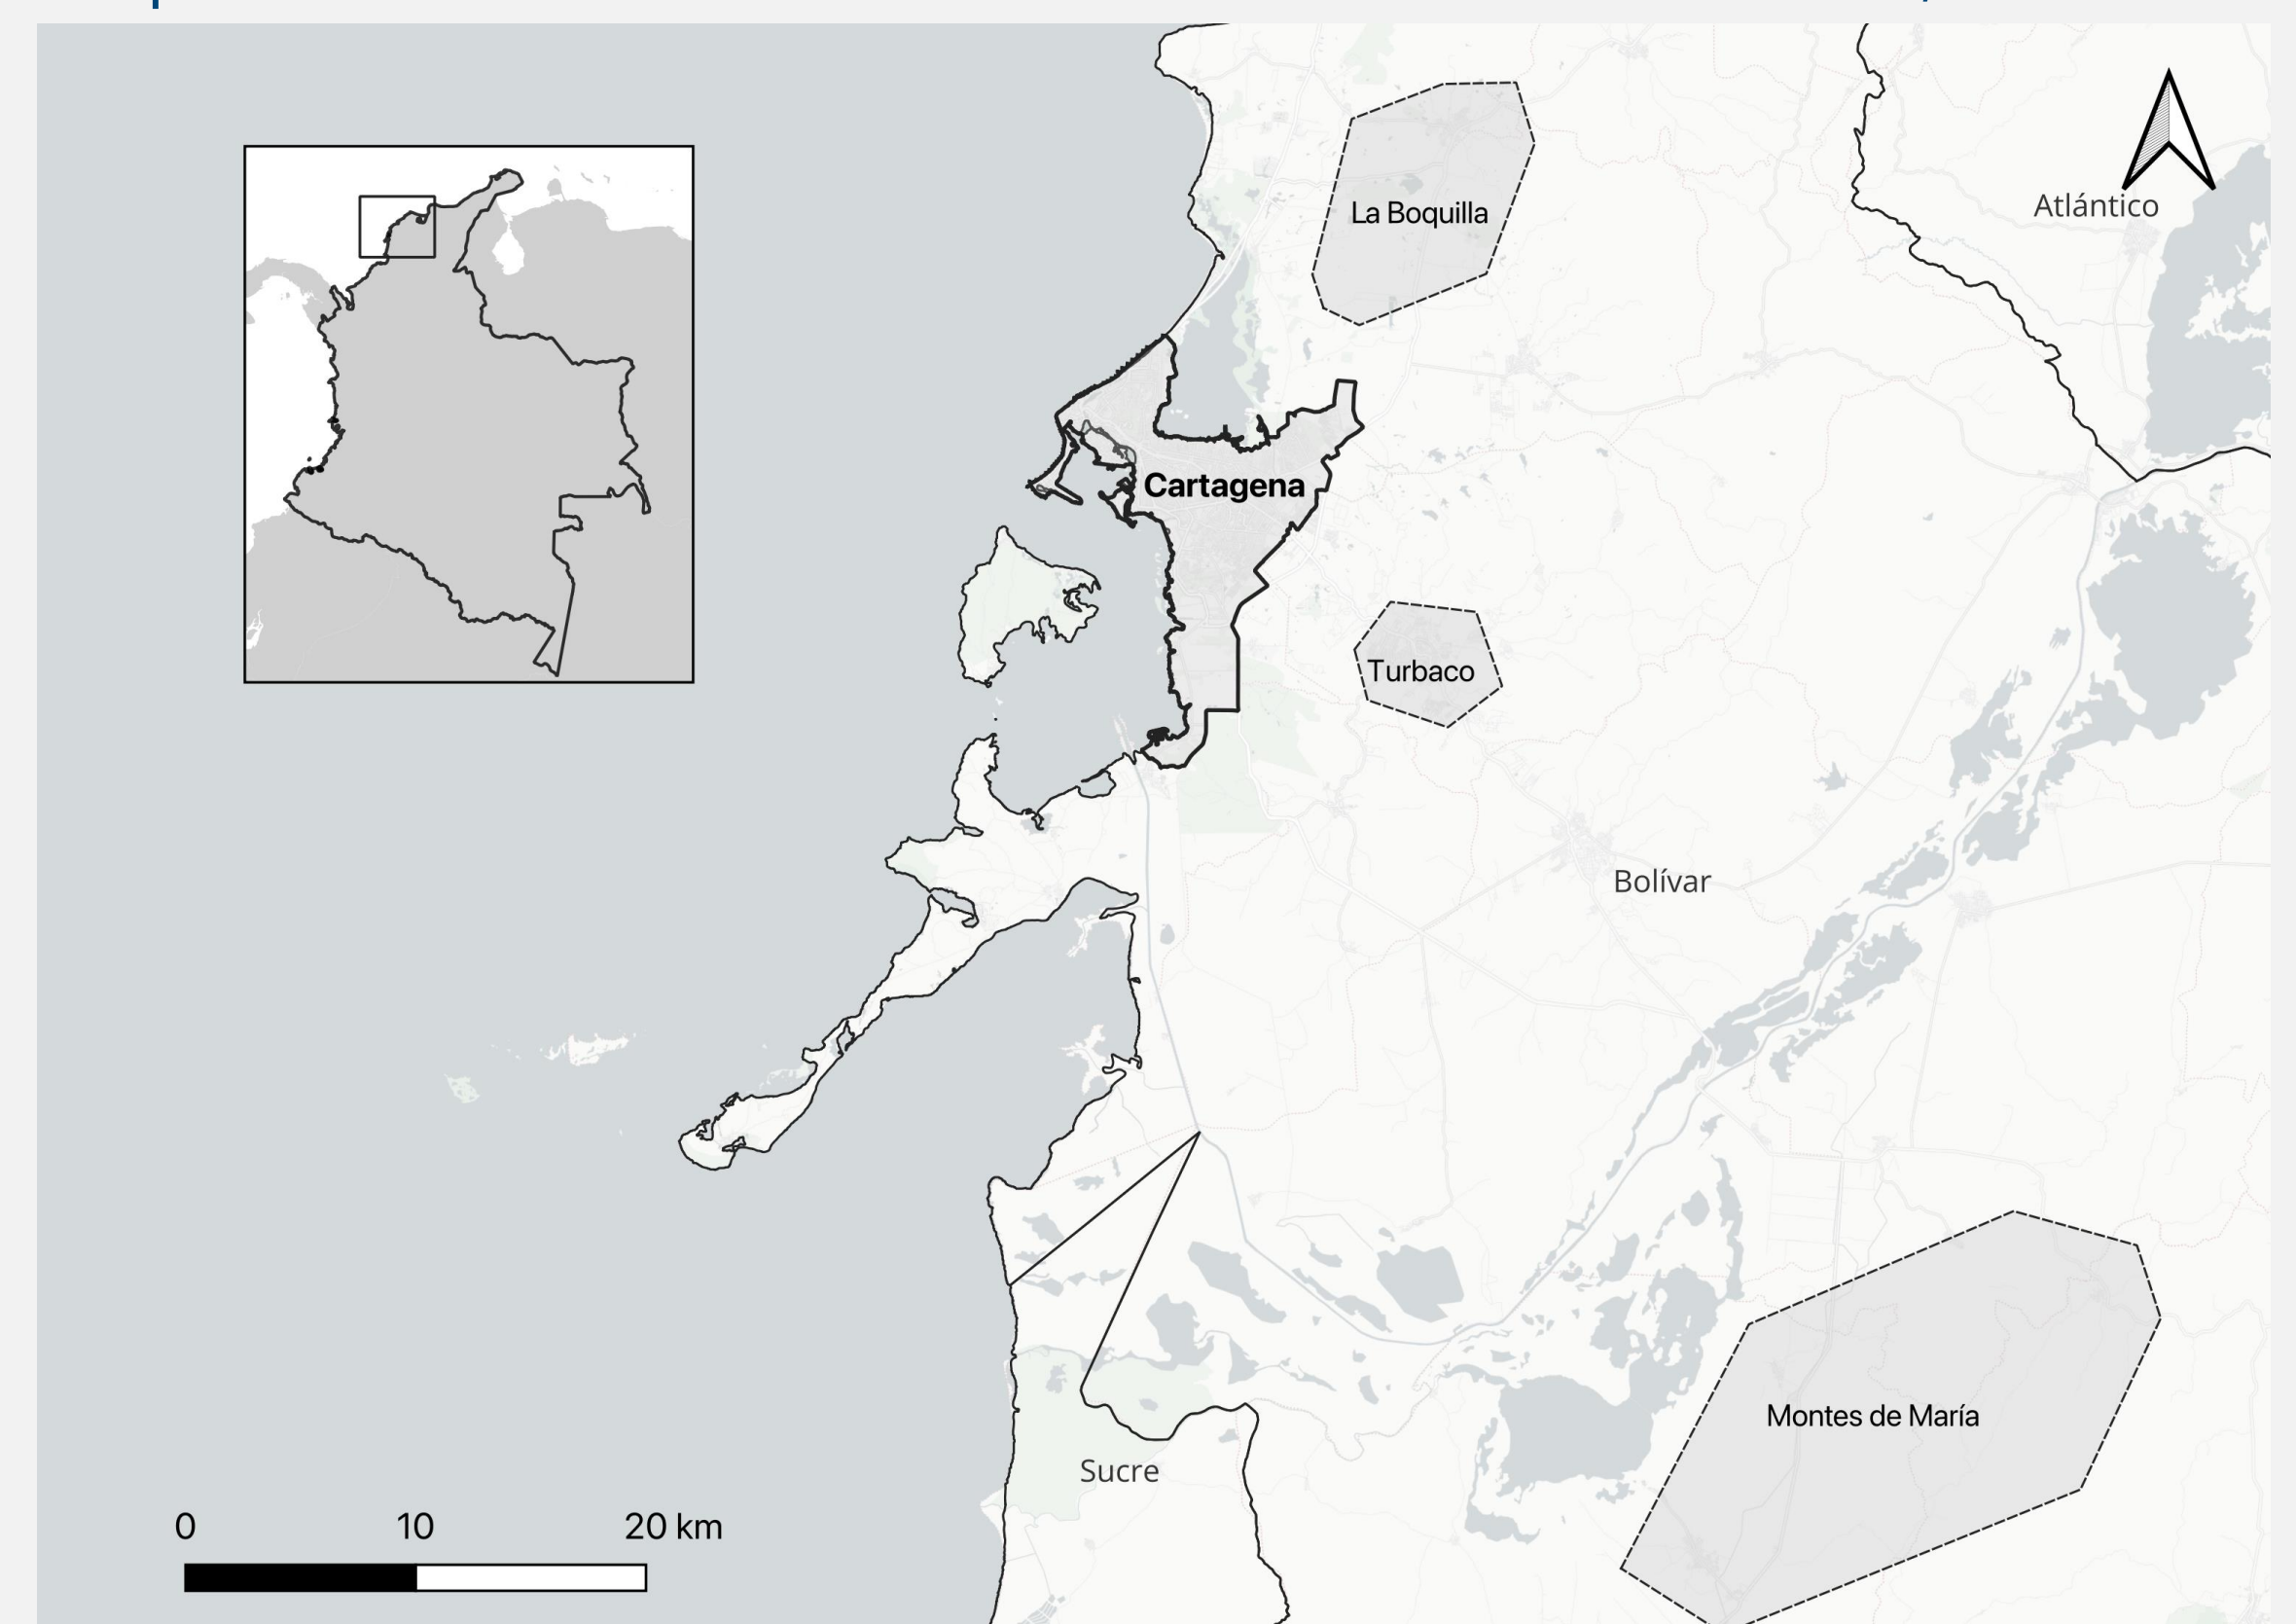 Atlántico
La Boquilla
Cartagena
Turbaco
Bolívar
Montes de María
Sucre
0 10 20 km